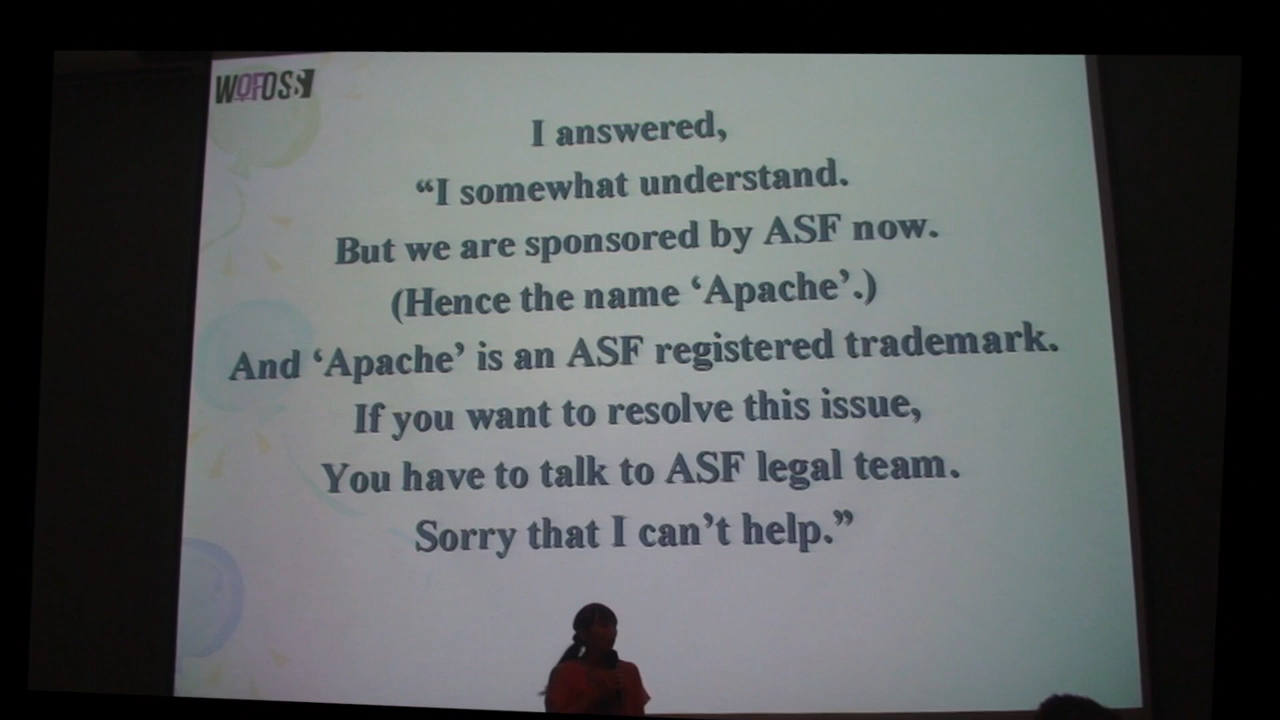 WOFOSS
I answered,
“I somewhat understand.
But we are sponsored by ASF now.
(Hence the name ‘Apache’.)
And ‘Apache’ is an ASF registered trademark.
If you want to resolve this issue,
You have to talk to ASF legal team.
Sorry that I can’t help.”